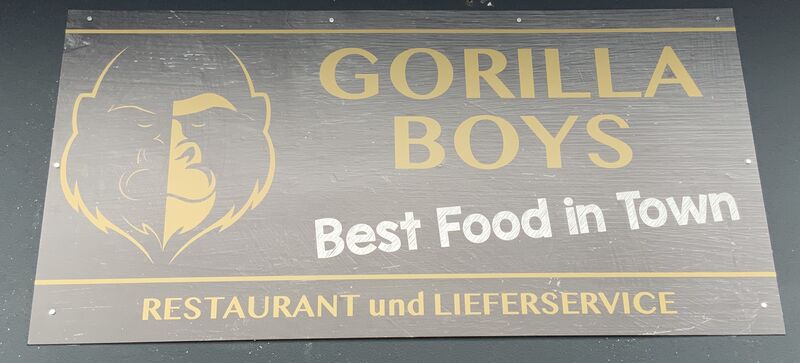 GORILLA
BOYS
Best Food in Town
RESTAURANT und LIEFERSERVICE